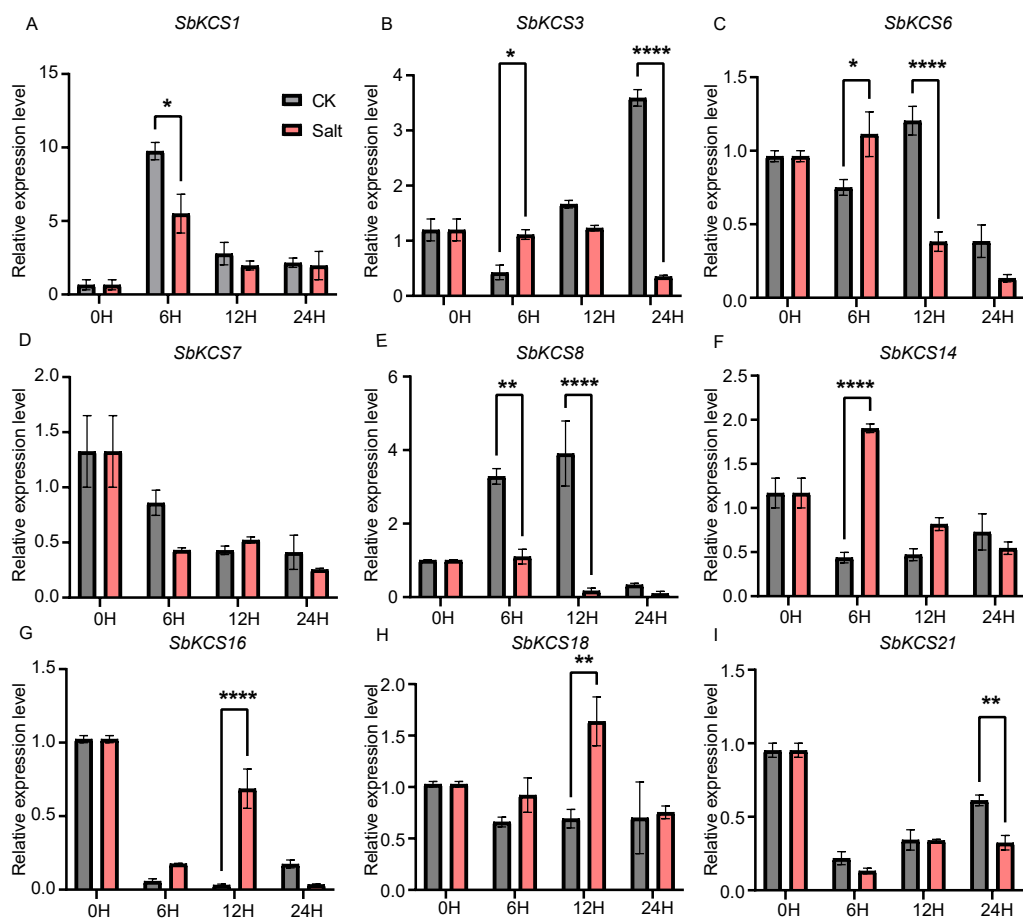 A SbKCS1
Relative expression level
15
10
5
0
*
CK
Salt
0H 6H 12H 24H
B SbKCS3
Relative expression level
4
3
2
1
0
* ****
0H 6H 12H 24H
C SbKCS6
Relative expression level
1.5
1.0
0.5
0.0
* ****
0H 6H 12H 24H
D SbKCS7
Relative expression level
2.0
1.5
1.0
0.5
0.0
0H 6H 12H 24H
E SbKCS8
Relative expression level
6
4
2
0
** ****
0H 6H 12H 24H
F SbKCS14
Relative expression level
2.5
2.0
1.5
1.0
0.5
0.0
****
0H 6H 12H 24H
G SbKCS16
Relative expression level
1.5
1.0
0.5
0.0
****
0H 6H 12H 24H
H SbKCS18
Relative expression level
2.0
1.5
1.0
0.5
0.0
**
0H 6H 12H 24H
I SbKCS21
Relative expression level
1.5
1.0
0.5
0.0
**
0H 6H 12H 24H